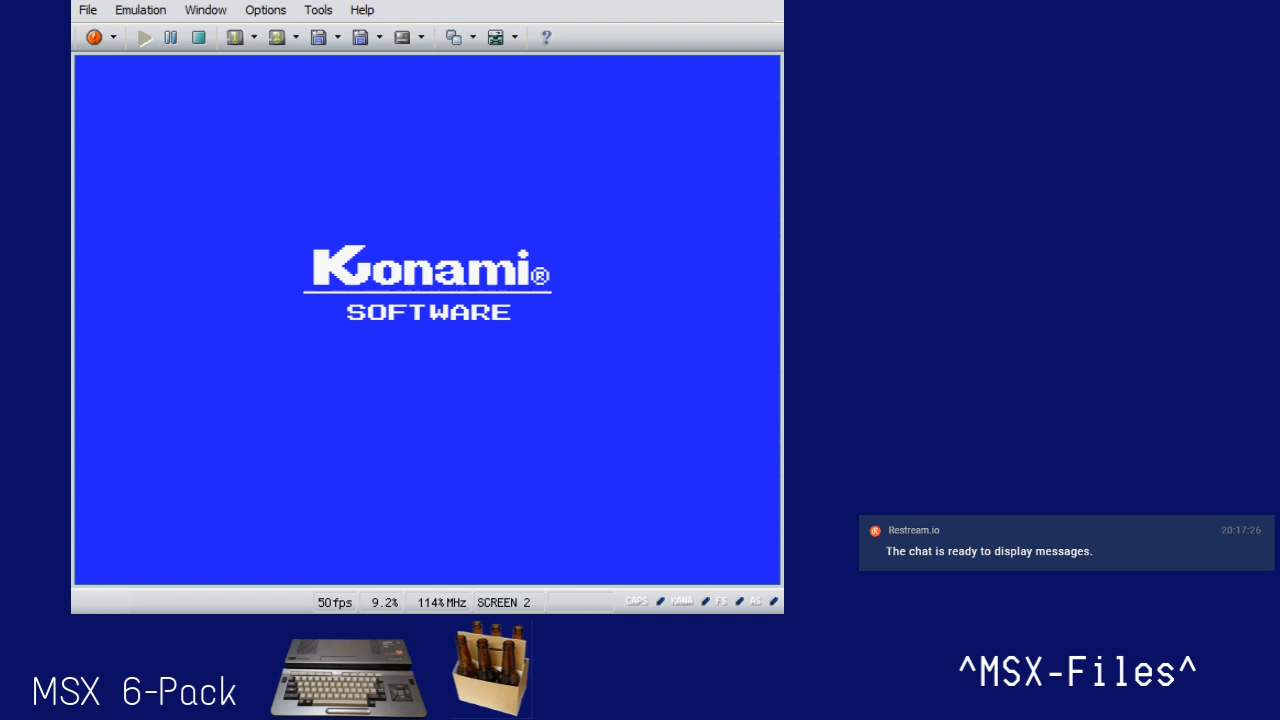 File Emulation Window Options Tools Help
Konami®
SOFTWARE
Restream.io 20:17:26
The chat is ready to display messages.
50fps 9.2% 114%MHz SCREEN 2 CAPS KANA FS AS
MSX 6-Pack
^MSX-Files^